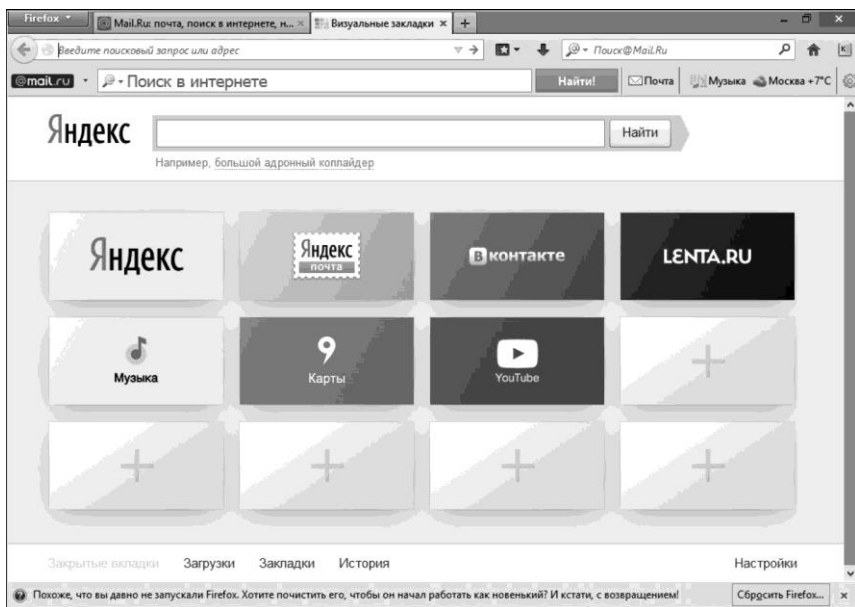 Firefox
Mail.Ru: почта, поиск в интернете, н...
Визуальные закладки
Введите поисковый запрос или адрес
Поиск@Mail.Ru
@mail.ru
Поиск в интернете
Найти!
Почта
Музыка
Москва +7°C
Яндекс
Найти
Например, большой адронный коллайдер
Яндекс
Яндекс
почта
В контакте
LENTA.RU
Музыка
Карты
YouTube
Закрытые вкладки Загрузки Закладки История Настройки
Похоже, что вы давно не запускали Firefox. Хотите почистить его, чтобы он начал работать как новенький? И кстати, с возвращением! Сбросить Firefox...